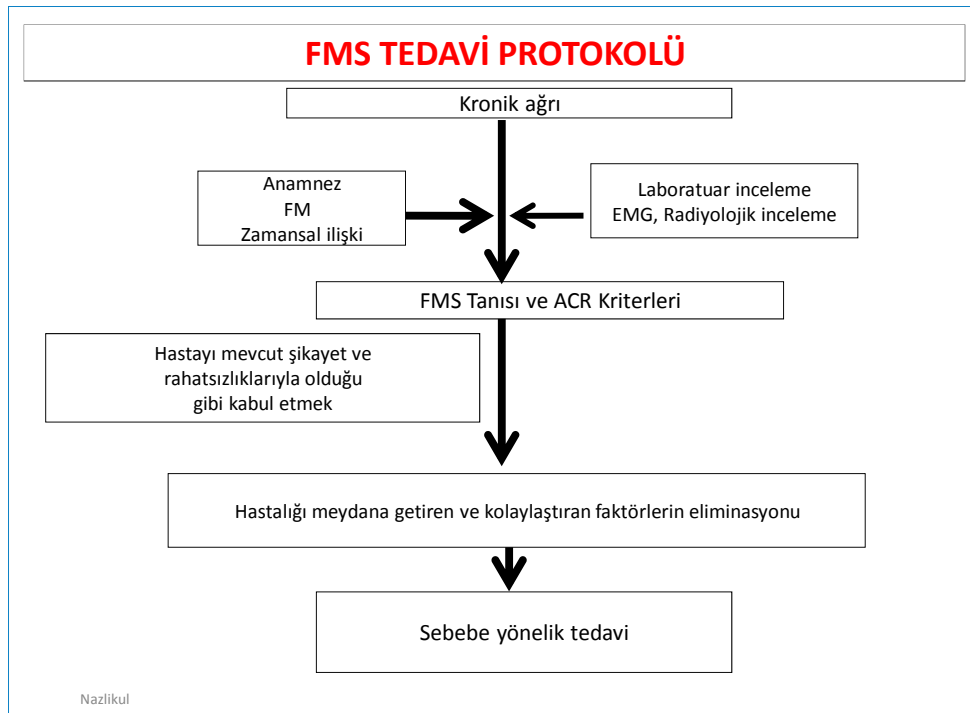 FMS TEDAVİ PROTOKOLÜ
Kronik ağrı
Anamnez
FM
Zamansal ilişki
Laboratuar inceleme
EMG, Radiyolojik inceleme
FMS Tanısı ve ACR Kriterleri
Hastayı mevcut şikayet ve
rahatsızlıklarıyla olduğu
gibi kabul etmek
Hastalığı meydana getiren ve kolaylaştıran faktörlerin eliminasyonu
Sebebe yönelik tedavi
Nazlikul